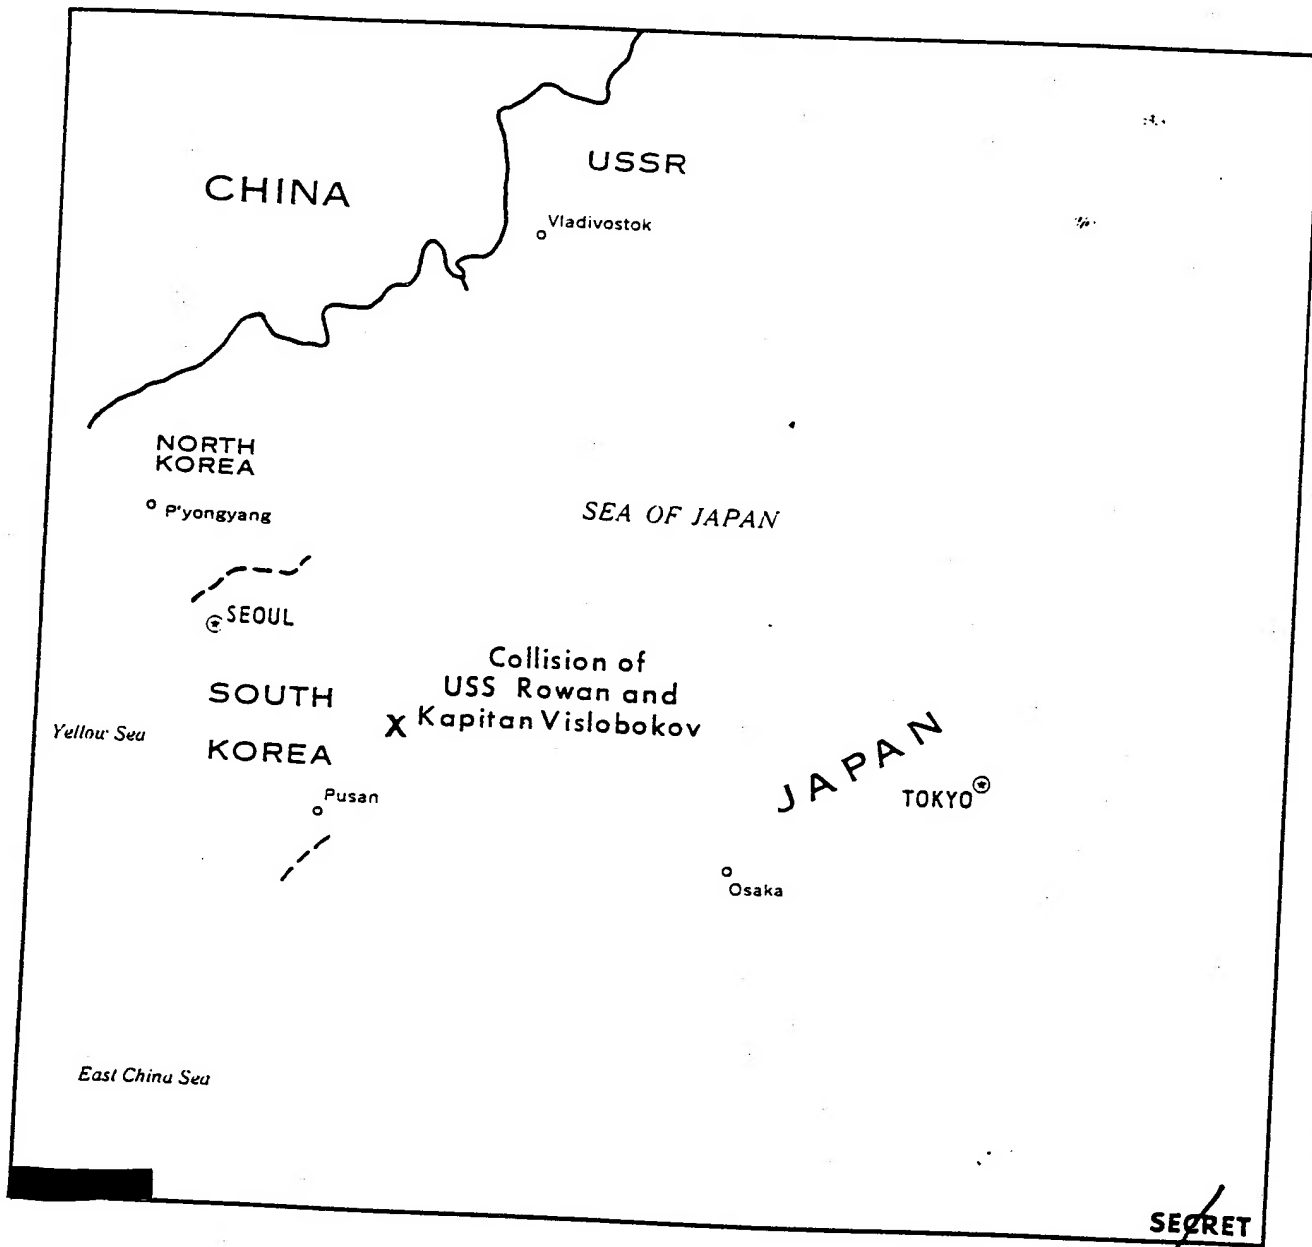 USSR
CHINA
Vladivostok
NORTH
KOREA
P'yongyang
SEA OF JAPAN
SEOUL
Collision of
USS Rowan and
Kapitan Vislobokov
X
SOUTH
KOREA
Yellow Sea
JAPAN
TOKYO
Pusan
Osaka
East China Sea
SECRET